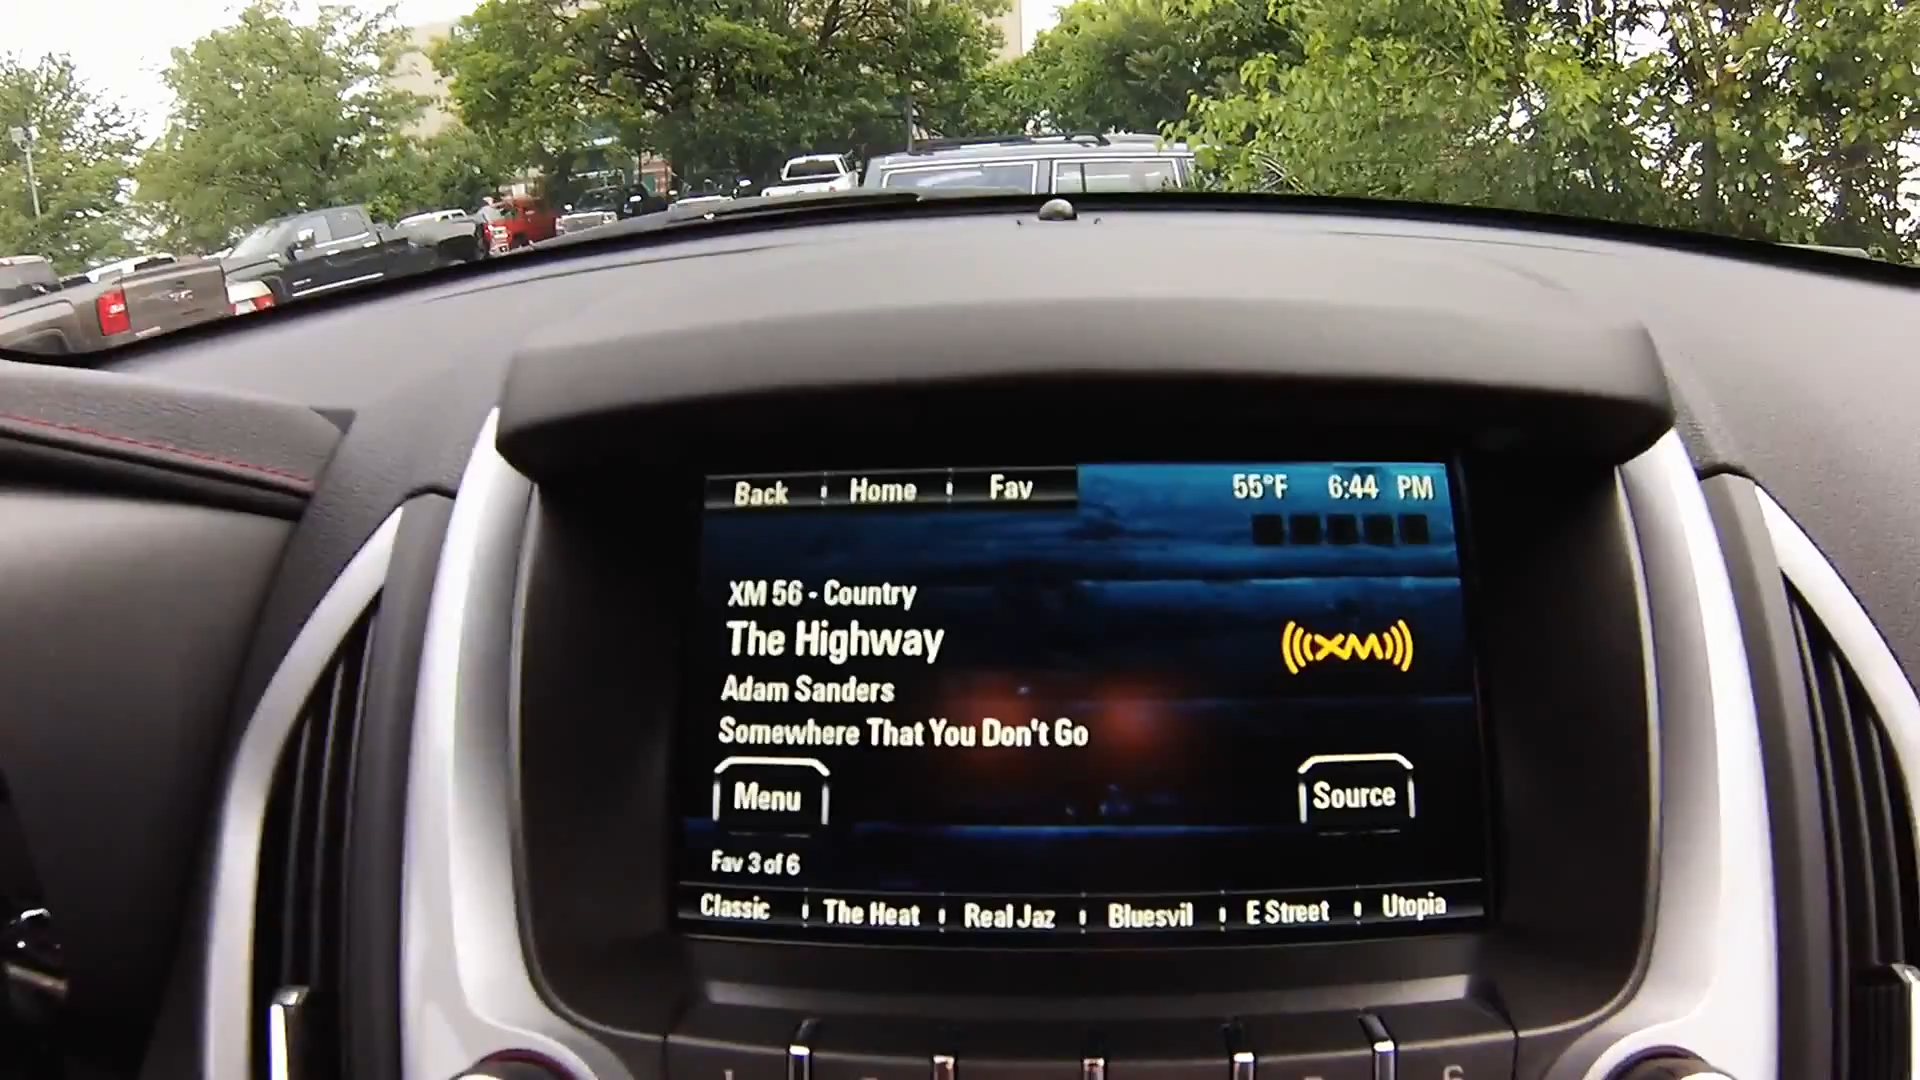 Back Home Fav 55°F 6:44 PM
XM 56 - Country
The Highway
((((XM))))
Adam Sanders
Somewhere That You Don't Go
Menu Source
Fav 3 of 6
Classic The Heat Real Jaz Bluesvil E Street Utopia